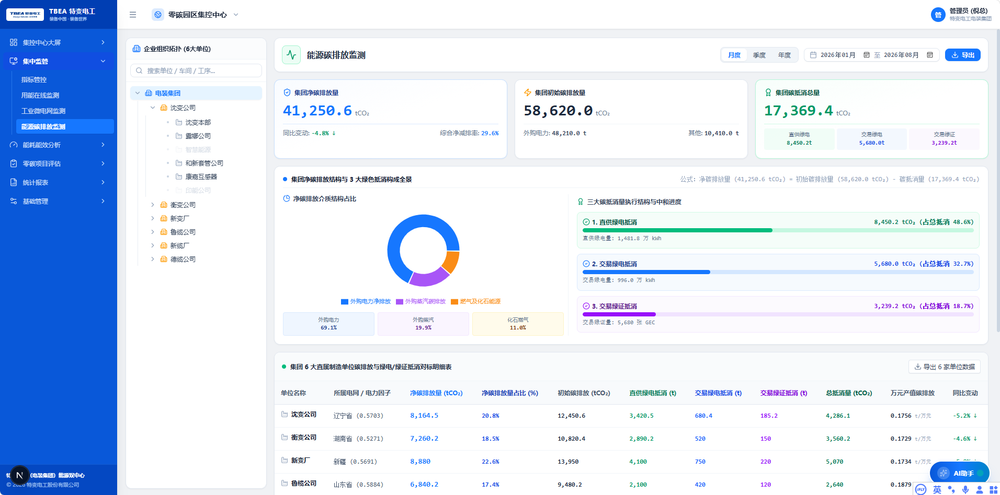 TBEA 特变电工
TBEA 特变电工
装备中国·装备世界
零碳园区集控中心
管
管理员 (倪总)
特变电工电装集团
集控中心大屏
集中监管
指标管控
用能在线监测
工业微电网监测
能源碳排放监测
能耗能效分析
零碳项目评估
统计报表
基础管理
N
(电装集团) 能源双中心
特变电工股份有限公司
企业组织拓扑 (6大单位)
搜索单位 / 车间 / 工序...
电装集团
沈变公司
沈变本部
露娜公司
智慧能源
和新套管公司
康嘉互感器
印能公司
衡变公司
新变厂
鲁缆公司
新缆厂
德缆公司
能源碳排放监测
月度 季度 年度
2026年01月 至 2026年08月
导出
集团净碳排放量
41,250.6 tCO₂
同比变动: -4.8% ↓ 综合净减排率: 29.6%
集团初始碳排放量
58,620.0 tCO₂
外购电力: 48,210.0 t 其他: 10,410.0 t
集团碳抵消总量
17,369.4 tCO₂
直供绿电 交易绿电 交易绿证
8,450.2t 5,680.0t 3,239.2t
集团净碳排放结构与 3 大绿色抵消构成全景
公式: 净碳排放量 (41,250.6 tCO₂) = 初始碳排放量 (58,620.0 tCO₂) - 碳抵消量 (17,369.4 tCO₂)
净碳排放介质结构占比
外购电力净排放 外购蒸汽碳排放 燃气及化石能源
外购电力 外购蒸汽 化石燃气
69.1% 19.9% 11.0%
三大碳抵消量执行结构与中和进度
1. 直供绿电抵消 8,450.2 tCO₂ (占总抵消 48.6%)
直供绿电量: 1,481.8 万 kWh
2. 交易绿电抵消 5,680.0 tCO₂ (占总抵消 32.7%)
交易绿电量: 996.0 万 kWh
3. 交易绿证抵消 3,239.2 tCO₂ (占总抵消 18.7%)
交易绿证量: 5,680 张 GEC
集团 6 大直属制造单位碳排放与绿电/绿证抵消对标明细表
导出 6 家单位数据
单位名称 所属电网 / 电力因子 净碳排放量 (tCO₂) 净碳排放量占比 (%) 初始碳排放 (tCO₂) 直供绿电抵消 (t) 交易绿电抵消 (t) 交易绿证抵消 (t) 总抵消量 (tCO₂) 万元产值碳排放 同比变动
沈变公司 辽宁省 (0.5703) 8,164.5 20.8% 12,450.6 3,420.5 680.4 185.2 4,286.1 0.1756 t/万元 -5.2% ↓
衡变公司 湖南省 (0.5271) 7,260.2 18.5% 10,820.4 2,890.2 520 150 3,560.2 0.1729 t/万元 -4.6% ↓
新变厂 新疆 (0.5691) 8,880 22.6% 13,950 4,100 750 220 5,070 0.1734 t/万元
鲁缆公司 山东省 (0.5884) 6,840.2 17.4% 9,480.2 2,100 420 120 2,640 0.1879
AI助手
iFLY 英